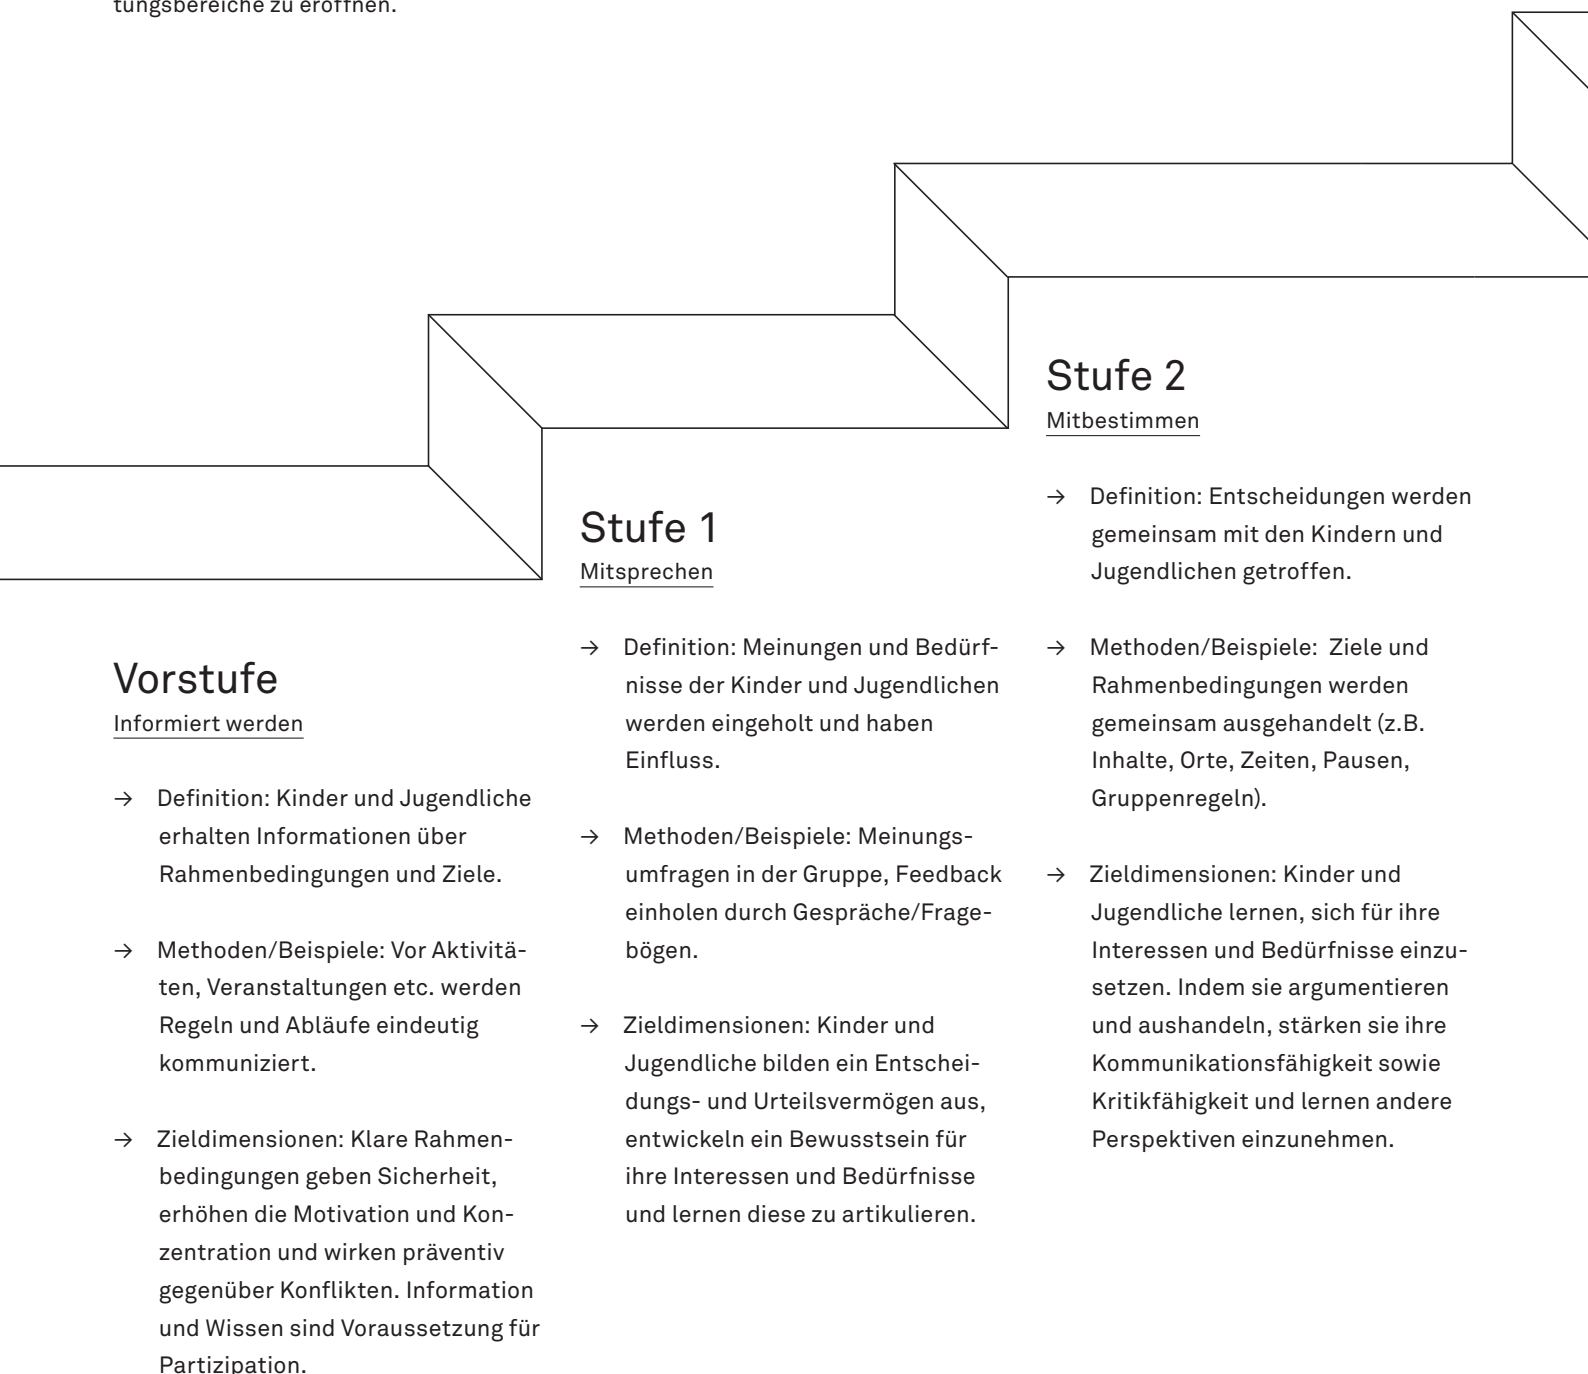 tungsbereiche zu eröffnen.
Vorstufe
Informiert werden
→ Definition: Kinder und Jugendliche
erhalten Informationen über
Rahmenbedingungen und Ziele.
→ Methoden/Beispiele: Vor Aktivitä-
ten, Veranstaltungen etc. werden
Regeln und Abläufe eindeutig
kommuniziert.
→ Zieldimensionen: Klare Rahmen-
bedingungen geben Sicherheit,
erhöhen die Motivation und Kon-
zentration und wirken präventiv
gegenüber Konflikten. Information
und Wissen sind Voraussetzung für
Partizipation.
Stufe 1
Mitsprechen
→ Definition: Meinungen und Bedürf-
nisse der Kinder und Jugendlichen
werden eingeholt und haben
Einfluss.
→ Methoden/Beispiele: Meinungs-
umfragen in der Gruppe, Feedback
einholen durch Gespräche/Frage-
bögen.
→ Zieldimensionen: Kinder und
Jugendliche bilden ein Entschei-
dungs- und Urteilsvermögen aus,
entwickeln ein Bewusstsein für
ihre Interessen und Bedürfnisse
und lernen diese zu artikulieren.
Stufe 2
Mitbestimmen
→ Definition: Entscheidungen werden
gemeinsam mit den Kindern und
Jugendlichen getroffen.
→ Methoden/Beispiele: Ziele und
Rahmenbedingungen werden
gemeinsam ausgehandelt (z.B.
Inhalte, Orte, Zeiten, Pausen,
Gruppenregeln).
→ Zieldimensionen: Kinder und
Jugendliche lernen, sich für ihre
Interessen und Bedürfnisse einzu-
setzen. Indem sie argumentieren
und aushandeln, stärken sie ihre
Kommunikationsfähigkeit sowie
Kritikfähigkeit und lernen andere
Perspektiven einzunehmen.